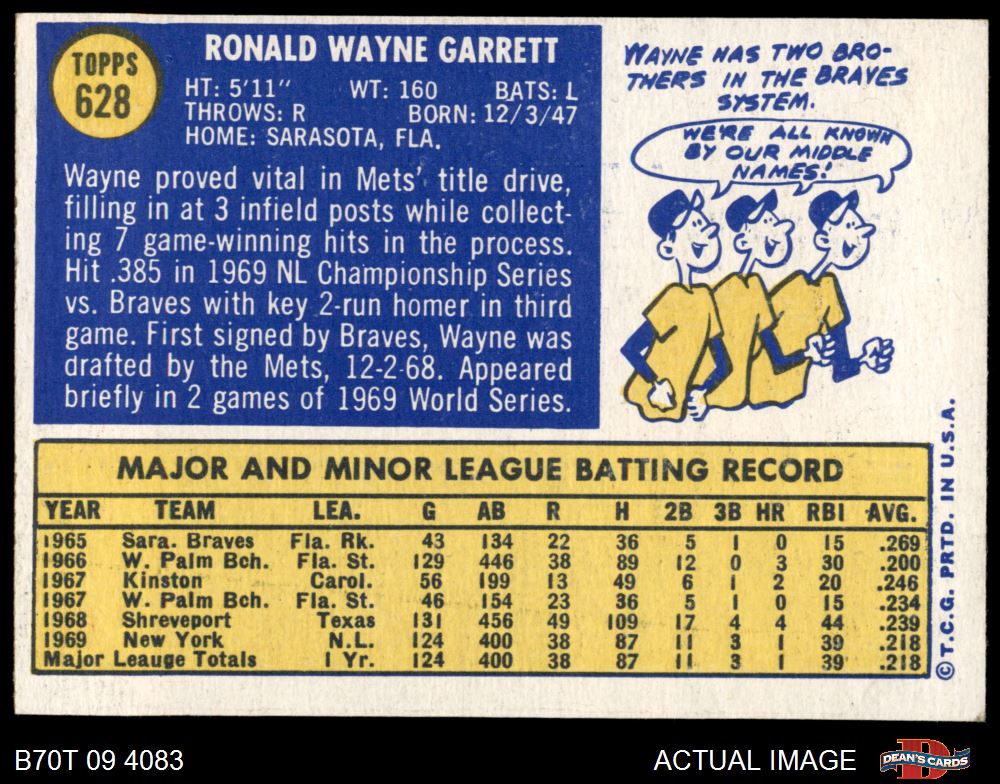 TOPPS
628
RONALD WAYNE GARRETT
HT: 5'11" WT: 160 BATS: L
THROWS: R BORN: 12/3/47
HOME: SARASOTA, FLA.
Wayne proved vital in Mets' title drive,
filling in at 3 infield posts while collect-
ing 7 game-winning hits in the process.
Hit .385 in 1969 NL Championship Series
vs. Braves with key 2-run homer in third
game. First signed by Braves, Wayne was
drafted by the Mets, 12-2-68. Appeared
briefly in 2 games of 1969 World Series.
WAYNE HAS TWO BRO-
THERS IN THE BRAVES
SYSTEM.
WE'RE ALL KNOWN
BY OUR MIDDLE
NAMES!
MAJOR AND MINOR LEAGUE BATTING RECORD
YEAR TEAM LEA. G AB R H 2B 3B HR RBI AVG.
1965 Sara. Braves Fla. Rk. 43 134 22 36 5 1 0 15 .269
1966 W. Palm Bch. Fla. St. 129 446 38 89 12 0 3 30 .200
1967 Kinston Carol. 56 199 13 49 6 1 2 20 .246
1967 W. Palm Bch. Fla. St. 46 154 23 36 5 1 0 15 .234
1968 Shreveport Texas 131 456 49 109 17 4 4 44 .239
1969 New York N.L. 124 400 38 87 11 3 1 39 .218
Major Leauge Totals 1 Yr. 124 400 38 87 11 3 1 39 .218
© T.C.G. PRTD. IN U.S.A.
B70T 09 4083
ACTUAL IMAGE
DEAN'S CARDS